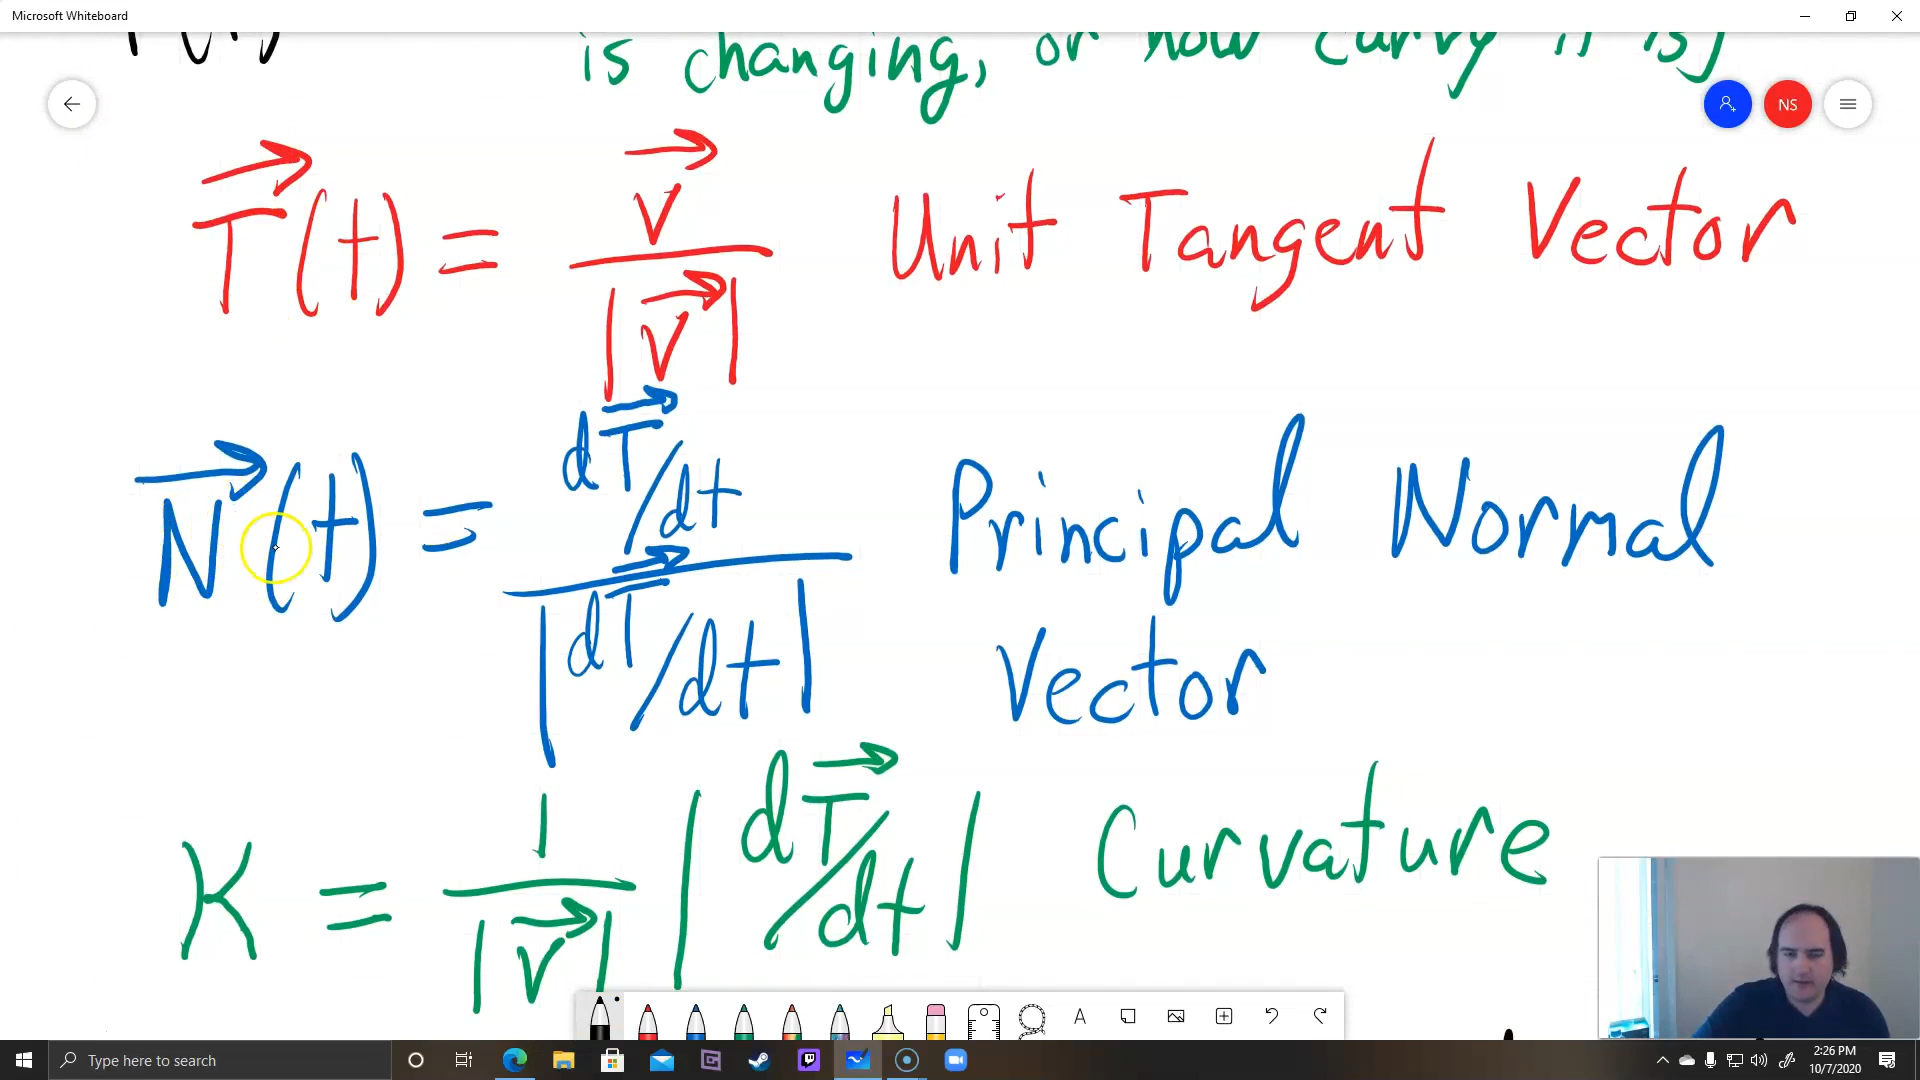 Microsoft Whiteboard
is changing, or how curvy it is]
NS
T⃗(t) = v⃗ / |v⃗| Unit Tangent Vector
N⃗(t) = dT⃗/dt / |dT⃗/dt| Principal Normal
Vector
K = 1/|v⃗| |dT⃗/dt| Curvature
A
Type here to search
2:26 PM
10/7/2020